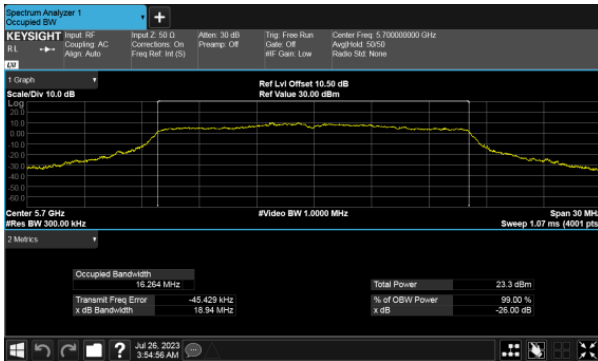 Spectrum Analyzer 1
Occupied BW
KEYSIGHT
Input: RF
Coupling: AC
Align: Auto
Input Z: 50 Ω
Corrections: On
Freq Ref: Int (S)
Atten: 30 dB
Preamp: Off
Trig: Free Run
Gate: Off
#IF Gain: Low
Center Freq: 5.700000000 GHz
Avg|Hold: 50/50
Radio Std: None
RL
1 Graph
Scale/Div 10.0 dB
Ref Lvl Offset 10.50 dB
Ref Value 30.00 dBm
Log
20.0
10.0
0.00
-10.0
-20.0
-30.0
-40.0
-50.0
-60.0
Center 5.7 GHz
#Res BW 300.00 kHz
#Video BW 1.0000 MHz
Span 30 MHz
Sweep 1.07 ms (4001 pts
2 Metrics
Occupied Bandwidth
16.264 MHz
Transmit Freq Error -45.429 kHz
x dB Bandwidth 18.94 MHz
Total Power 23.3 dBm
% of OBW Power 99.00 %
x dB -26.00 dB
Jul 26, 2023
3:54:56 AM